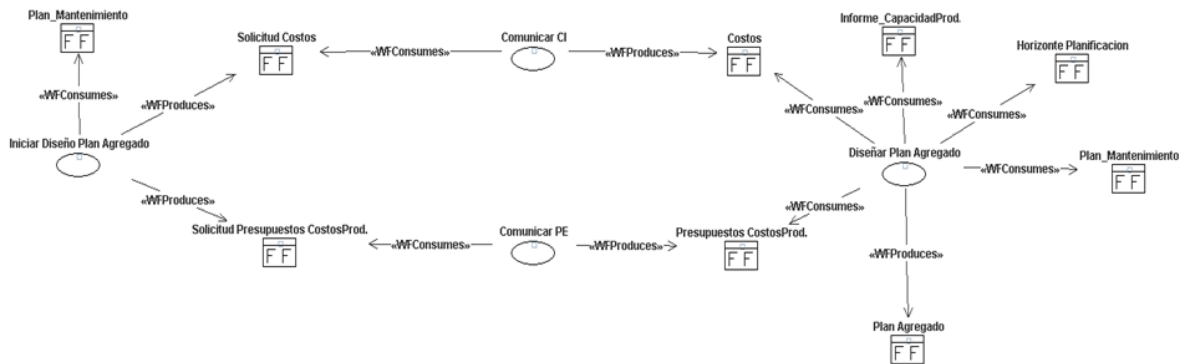 Plan_Mantenimiento
F F
Solicitud Costos
F F
Comunicar CI
Costos
F F
Informe_CapacidadProd.
F F
Horizonte Planificacion
F F
«WFConsumes»
«WFProduces»
«WFConsumes»
«WFProduces»
«WFConsumes»
«WFConsumes»
«WFConsumes»
Iniciar Diseño Plan Agregado
Diseñar Plan Agregado
«WFConsumes»
Plan_Mantenimiento
F F
«WFProduces»
«WFConsumes»
Solicitud Presupuestos CostosProd.
F F
«WFConsumes»
Comunicar PE
«WFProduces»
Presupuestos CostosProd.
F F
«WFProduces»
Plan Agregado
F F